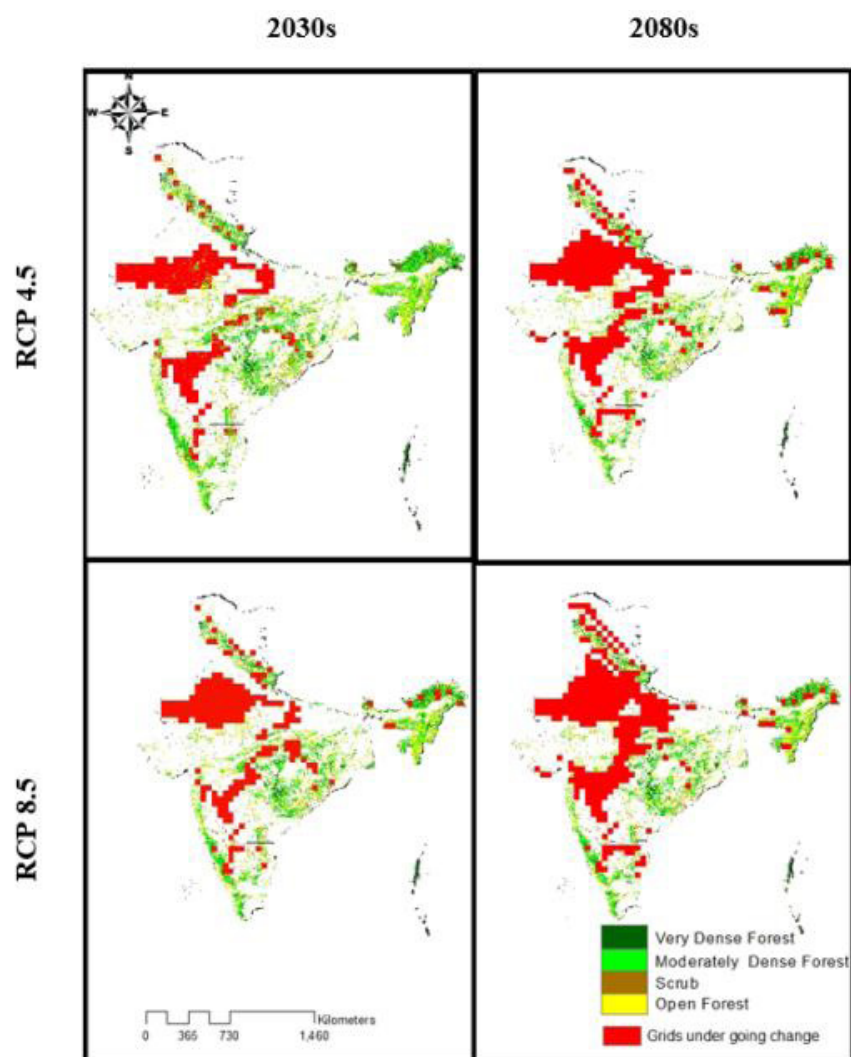 2030s
2080s
N
W E
S
RCP 4.5
RCP 8.5
Very Dense Forest
Moderately Dense Forest
Scrub
Open Forest
Grids under going change
Kilometers
0 365 730 1,460